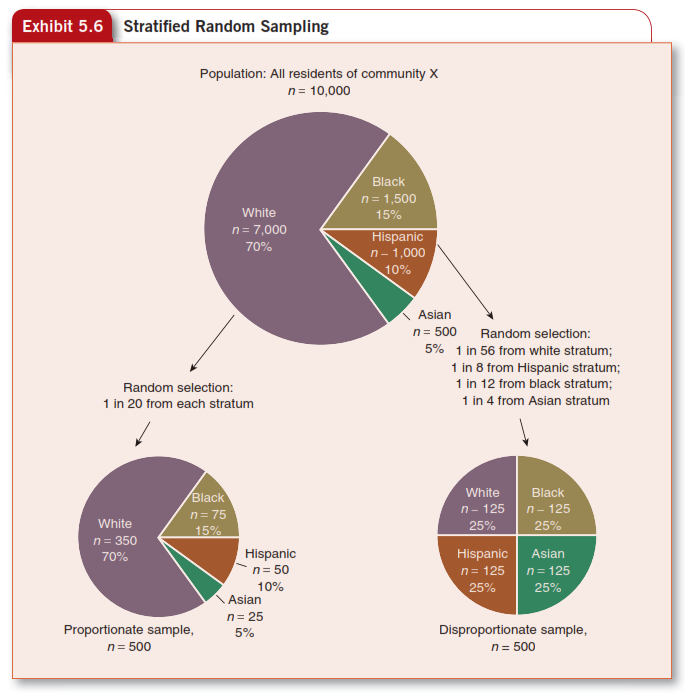 Exhibit 5.6 Stratified Random Sampling
Population: All residents of community X
n = 10,000
White
n = 7,000
70%
Black
n = 1,500
15%
Hispanic
n – 1,000
10%
Asian
n = 500
5%
Random selection:
1 in 56 from white stratum;
1 in 8 from Hispanic stratum;
1 in 12 from black stratum;
1 in 4 from Asian stratum
Random selection:
1 in 20 from each stratum
White
n = 350
70%
Black
n = 75
15%
Hispanic
n = 50
10%
Asian
n = 25
5%
Proportionate sample,
n = 500
White
n – 125
25%
Black
n – 125
25%
Hispanic
n = 125
25%
Asian
n = 125
25%
Disproportionate sample,
n = 500